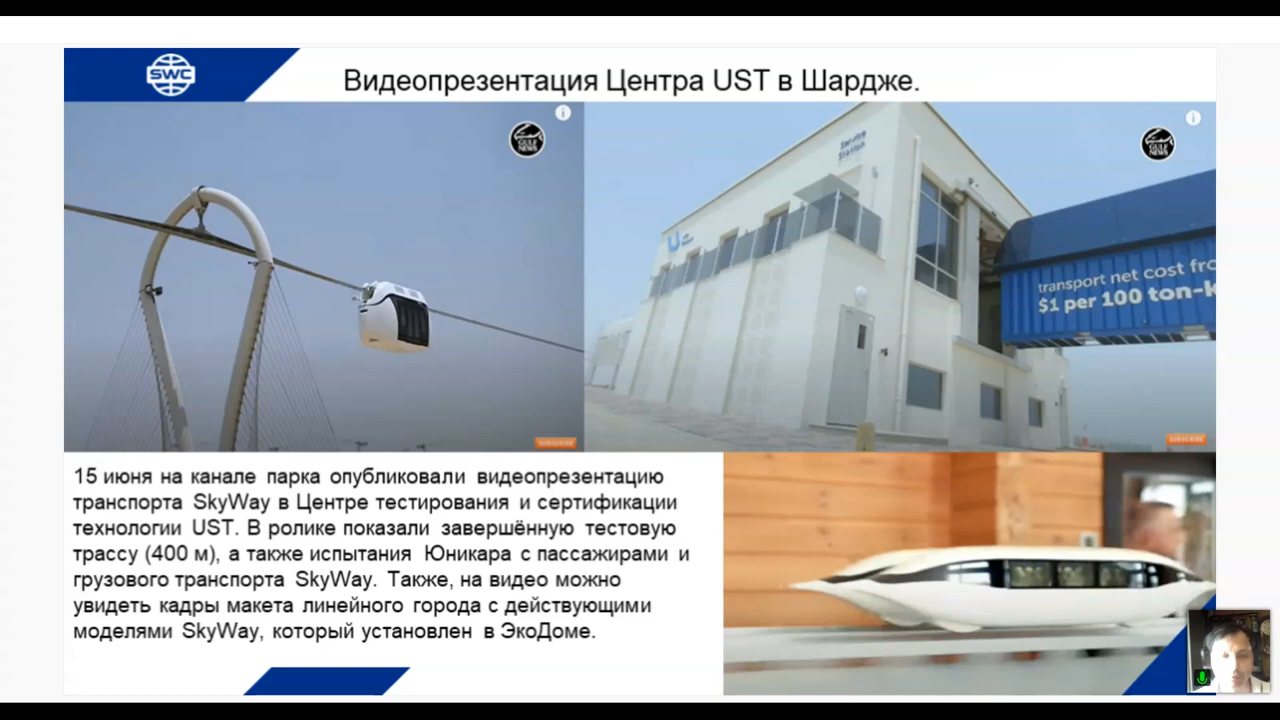 SWC
Видеопрезентация Центра UST в Шардже.
GULF
NEWS
Service
Station
GULF
NEWS
transport net cost fro
$1 per 100 ton-k
SUBSCRIBE
SUBSCRIBE
15 июня на канале парка опубликовали видеопрезентацию
транспорта SkyWay в Центре тестирования и сертификации
технологии UST. В ролике показали завершённую тестовую
трассу (400 м), а также испытания Юникара с пассажирами и
грузового транспорта SkyWay. Также, на видео можно
увидеть кадры макета линейного города с действующими
моделями SkyWay, который установлен в ЭкоДоме.